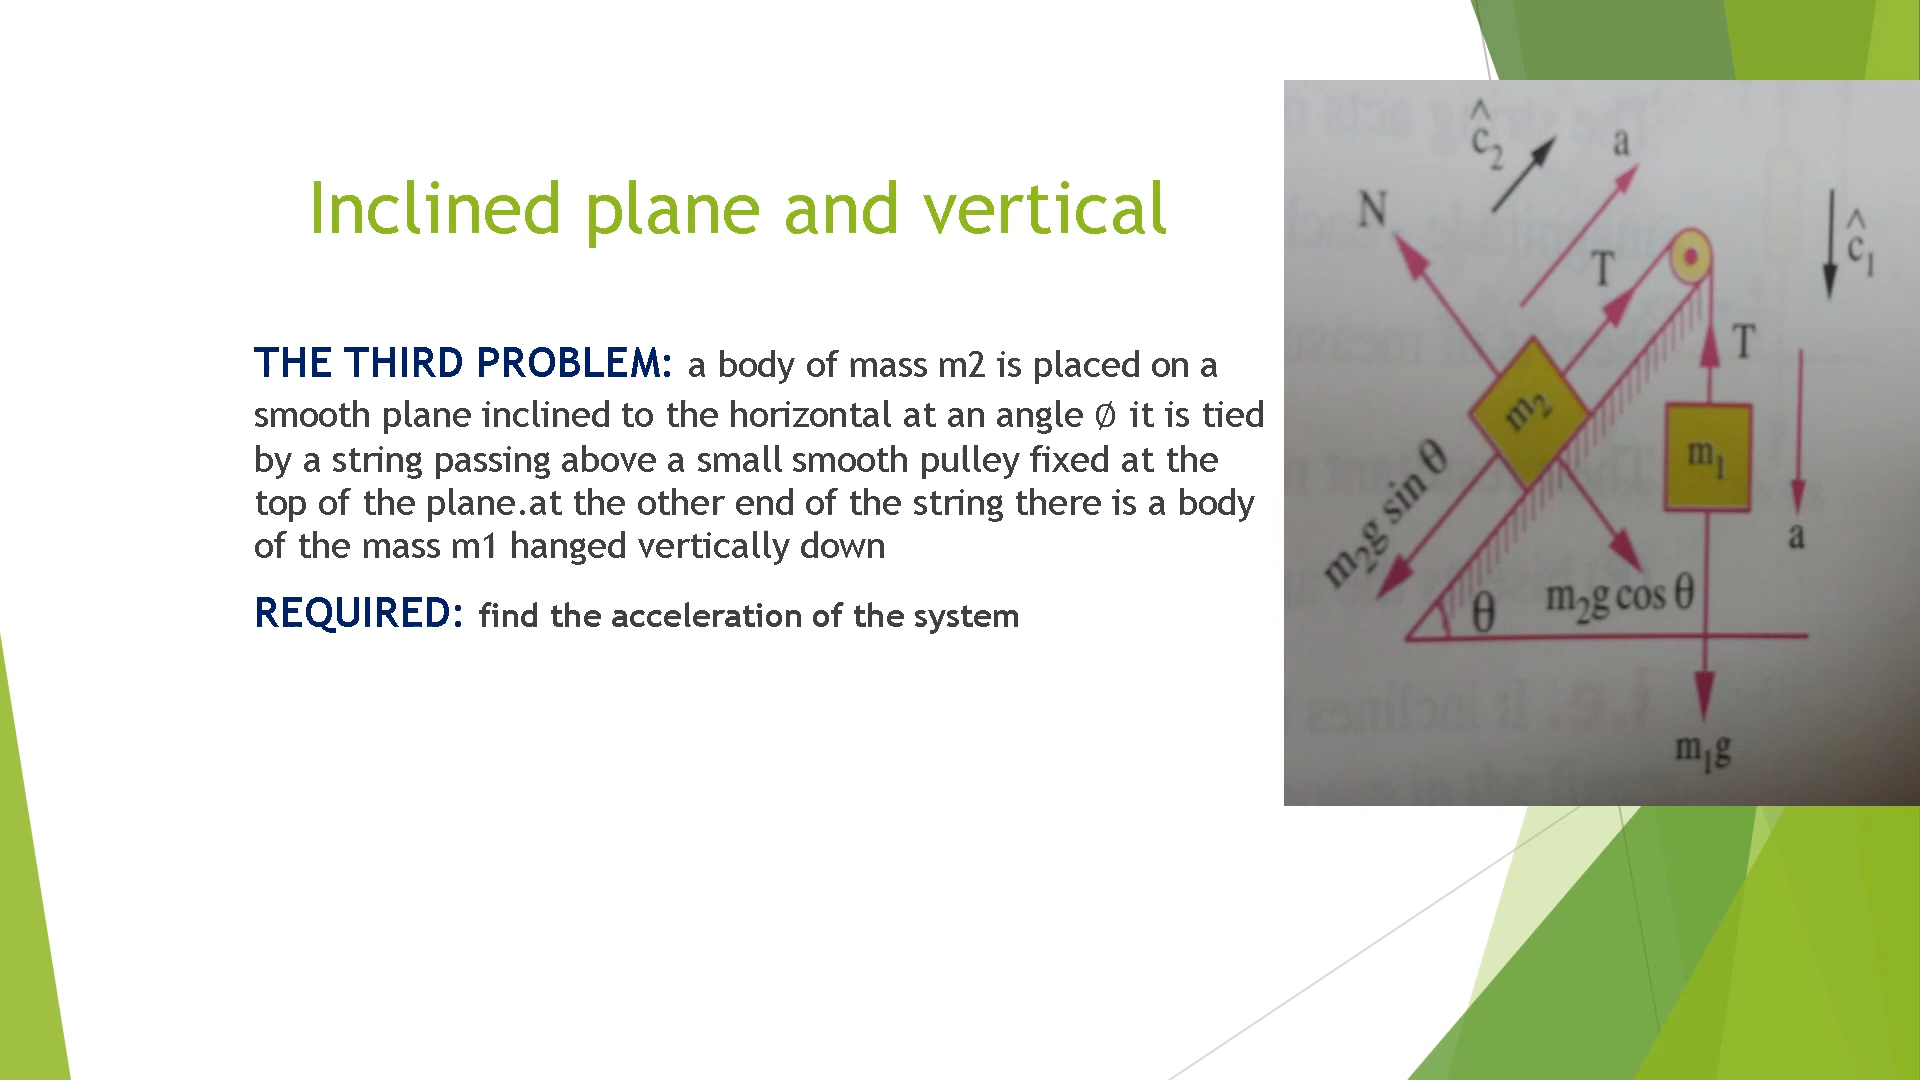 Inclined plane and vertical
THE THIRD PROBLEM: a body of mass m2 is placed on a
smooth plane inclined to the horizontal at an angle ∅ it is tied
by a string passing above a small smooth pulley fixed at the
top of the plane.at the other end of the string there is a body
of the mass m1 hanged vertically down
REQUIRED: find the acceleration of the system
ĉ₂
a
N
T
ĉ₁
T
m₂
m₁
m₂g sin θ
a
θ
m₂g cos θ
m₁g